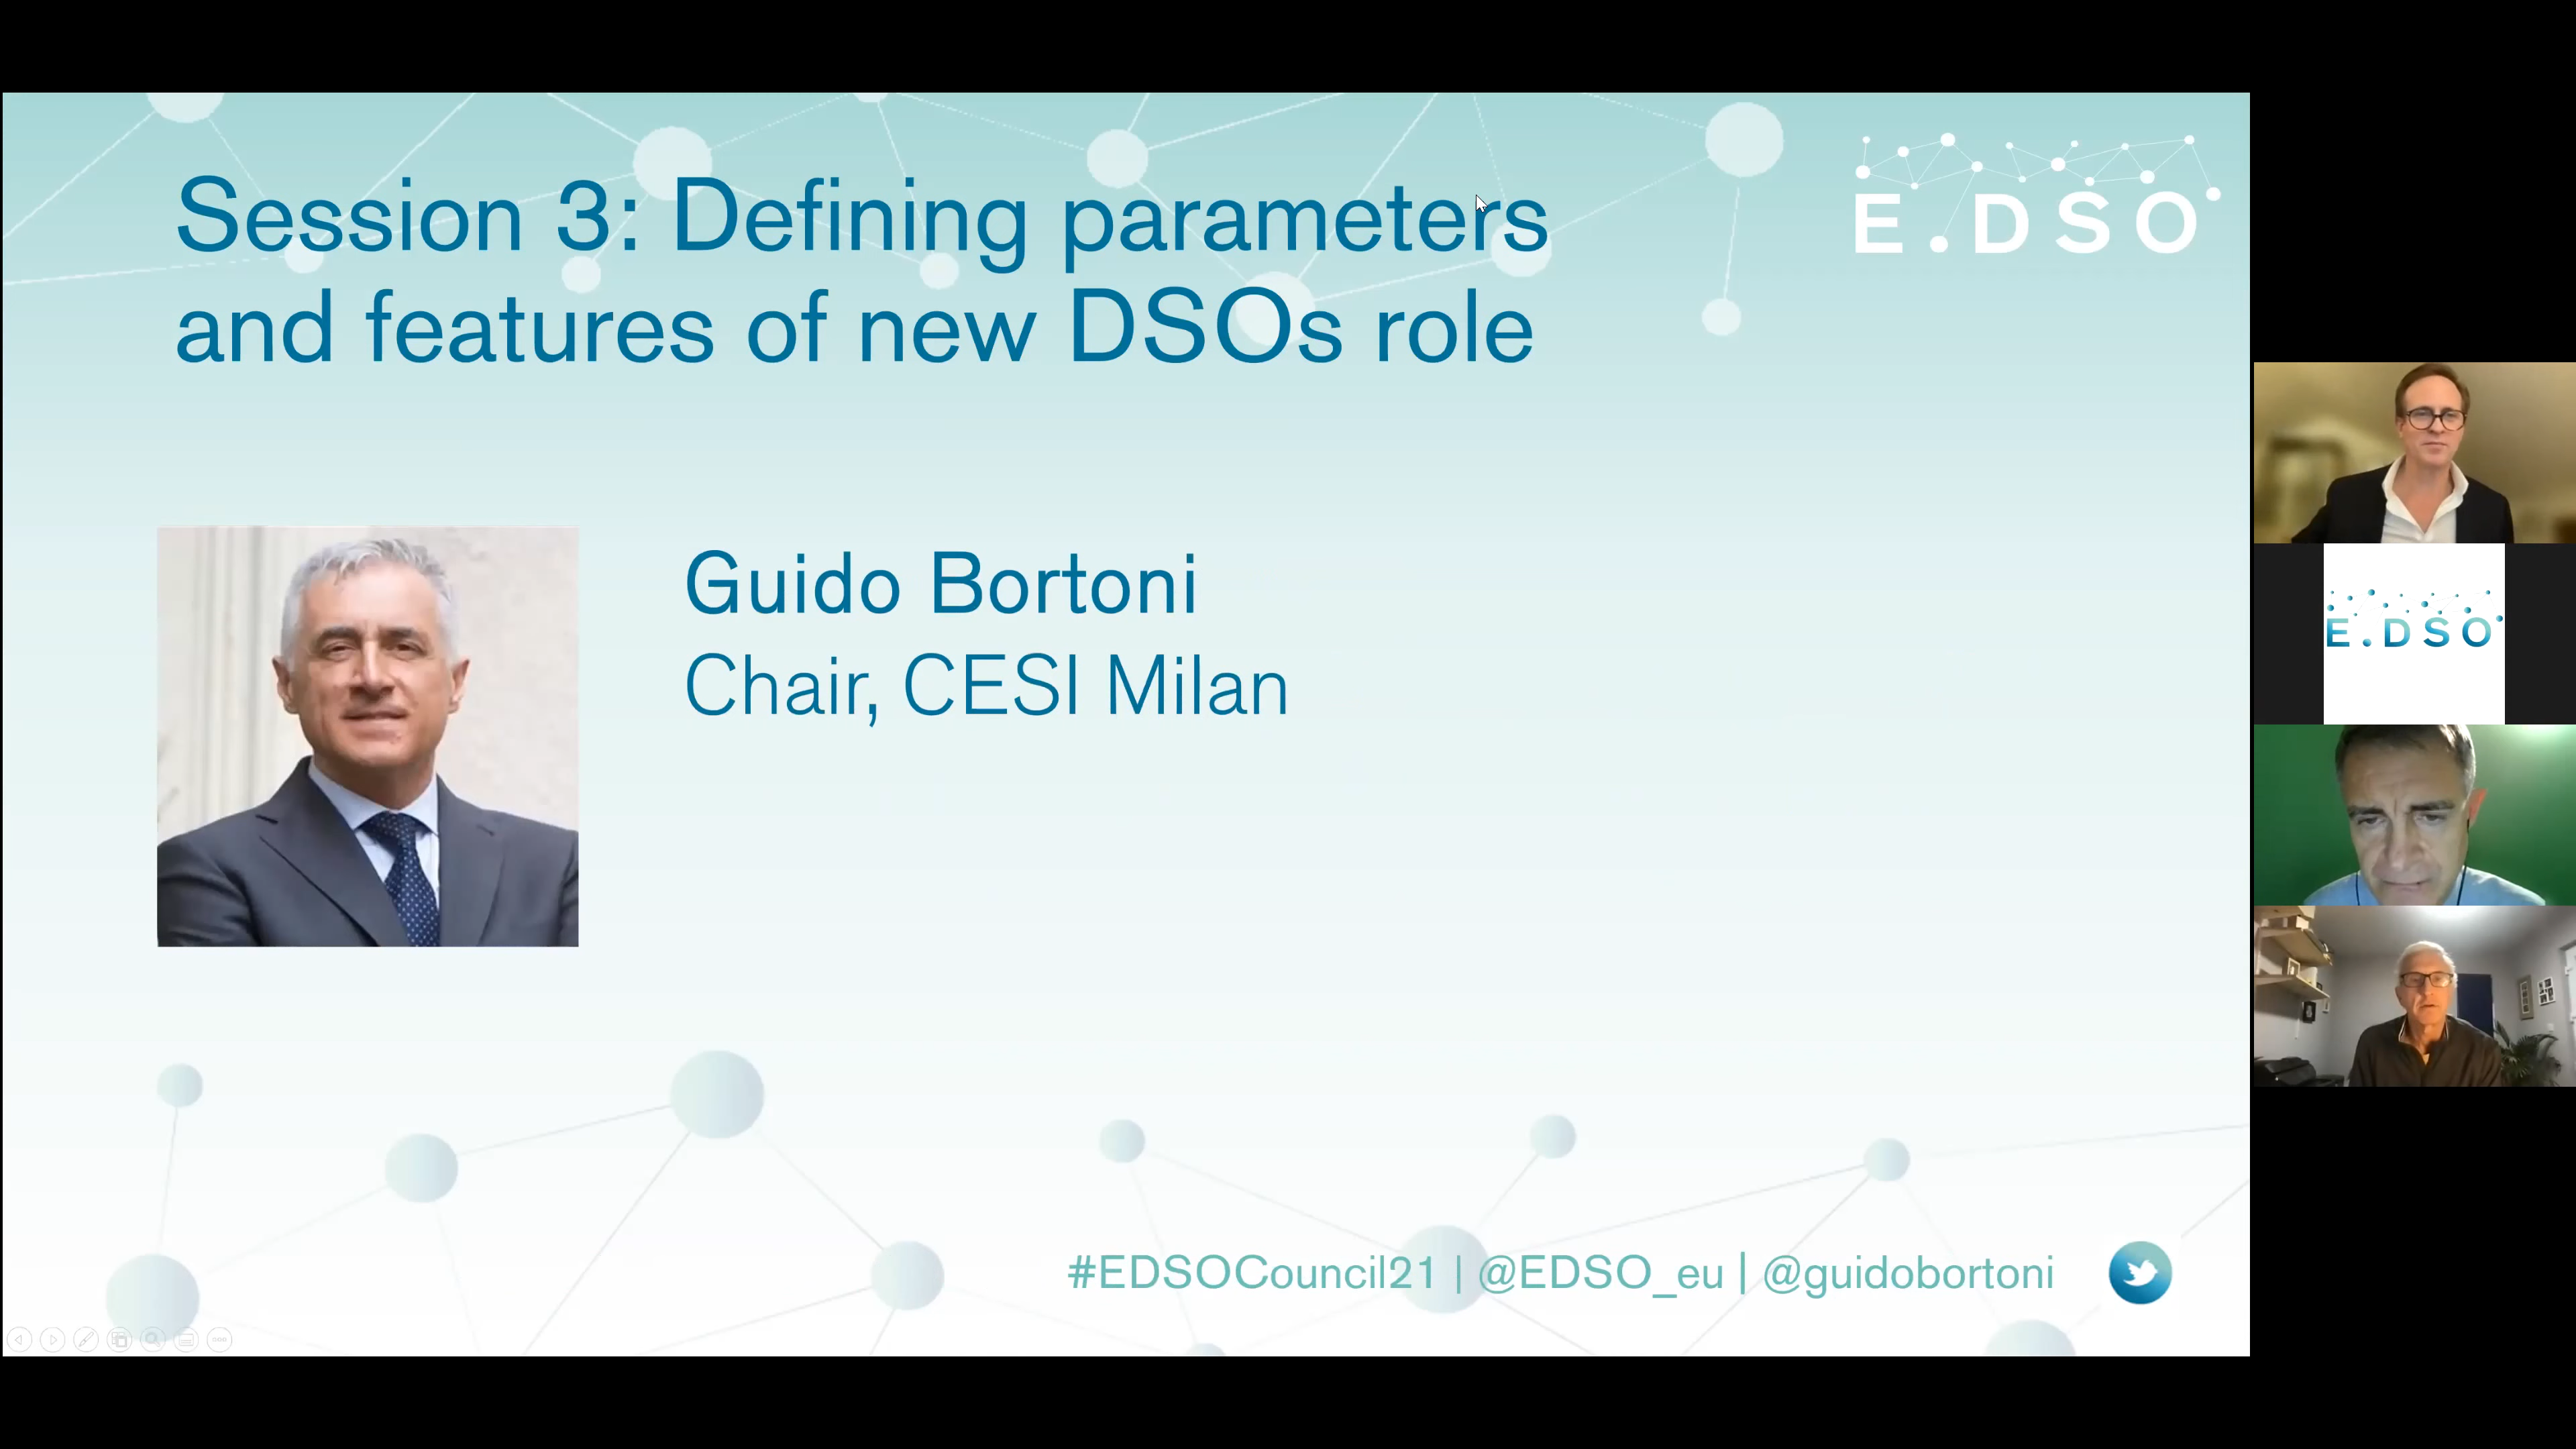 Session 3: Defining parameters
and features of new DSOs role
E.DSO
Guido Bortoni
Chair, CESI Milan
#EDSOCouncil21 | @EDSO_eu | @guidobortoni
E.DSO